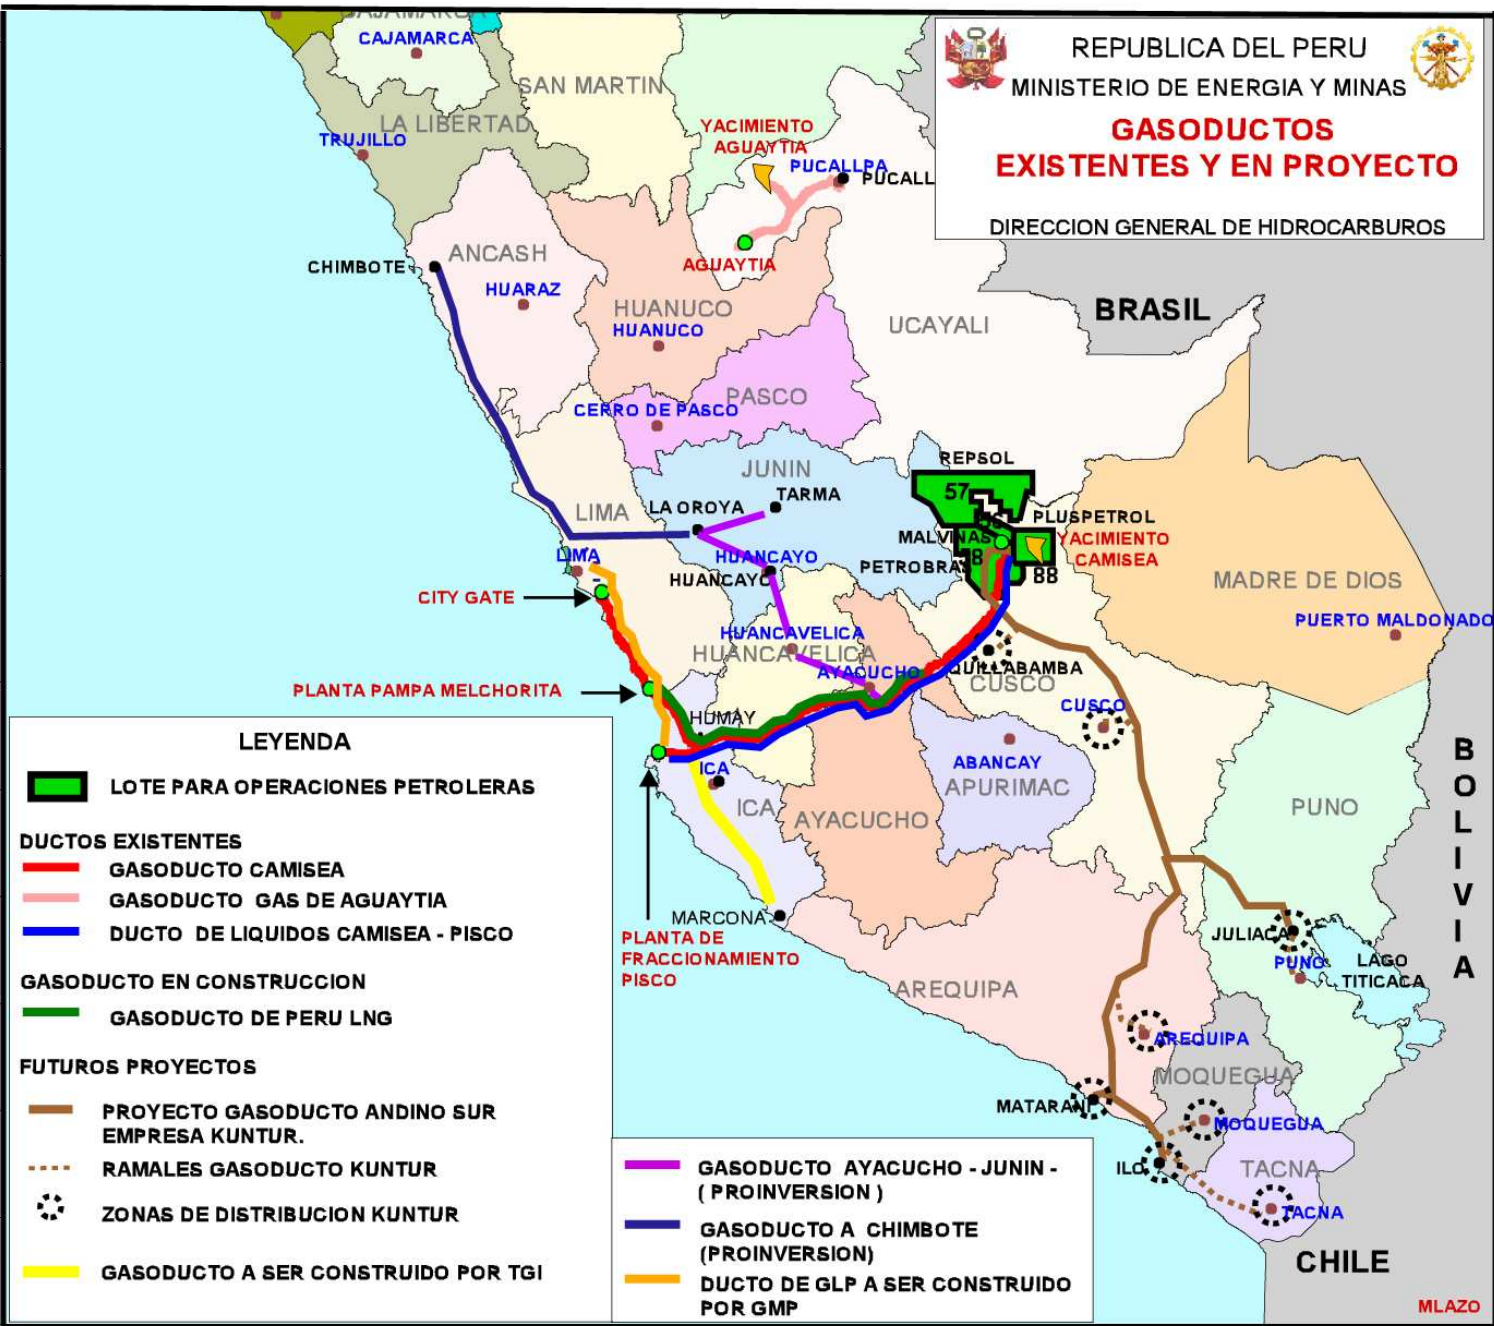 REPUBLICA DEL PERU
MINISTERIO DE ENERGIA Y MINAS
GASODUCTOS
EXISTENTES Y EN PROYECTO
DIRECCION GENERAL DE HIDROCARBUROS
CAJAMARCA
CAJAMARCA
SAN MARTIN
LA LIBERTAD
TRUJILLO
YACIMIENTO
AGUAYTIA
PUCALLPA
PUCALL
ANCASH
CHIMBOTE
AGUAYTIA
HUARAZ
HUANUCO
HUANUCO
UCAYALI
BRASIL
PASCO
CERRO DE PASCO
JUNIN
REPSOL
57
TARMA
LA OROYA
LIMA
PLUSPETROL
MALVINAS
YACIMIENTO
CAMISEA
LIMA
HUANCAYO
HUANCAYO
PETROBRAS
88
MADRE DE DIOS
CITY GATE
PUERTO MALDONADO
HUANCAVELICA
HUANCAVELICA
AYACUCHO
QUILLABAMBA
CUSCO
PLANTA PAMPA MELCHORITA
CUSCO
HUMAY
ICA
ABANCAY
APURIMAC
ICA
AYACUCHO
PUNO
BOLIVIA
MARCONA
PLANTA DE
FRACCIONAMIENTO
PISCO
JULIACA
PUNO
LAGO
TITICACA
AREQUIPA
AREQUIPA
MOQUEGUA
MATARANI
MOQUEGUA
ILO
TACNA
TACNA
CHILE
MLAZO
LEYENDA
LOTE PARA OPERACIONES PETROLERAS
DUCTOS EXISTENTES
GASODUCTO CAMISEA
GASODUCTO GAS DE AGUAYTIA
DUCTO DE LIQUIDOS CAMISEA - PISCO
GASODUCTO EN CONSTRUCCION
GASODUCTO DE PERU LNG
FUTUROS PROYECTOS
PROYECTO GASODUCTO ANDINO SUR
EMPRESA KUNTUR.
RAMALES GASODUCTO KUNTUR
ZONAS DE DISTRIBUCION KUNTUR
GASODUCTO A SER CONSTRUIDO POR TGI
GASODUCTO AYACUCHO - JUNIN -
( PROINVERSION )
GASODUCTO A CHIMBOTE
(PROINVERSION)
DUCTO DE GLP A SER CONSTRUIDO
POR GMP